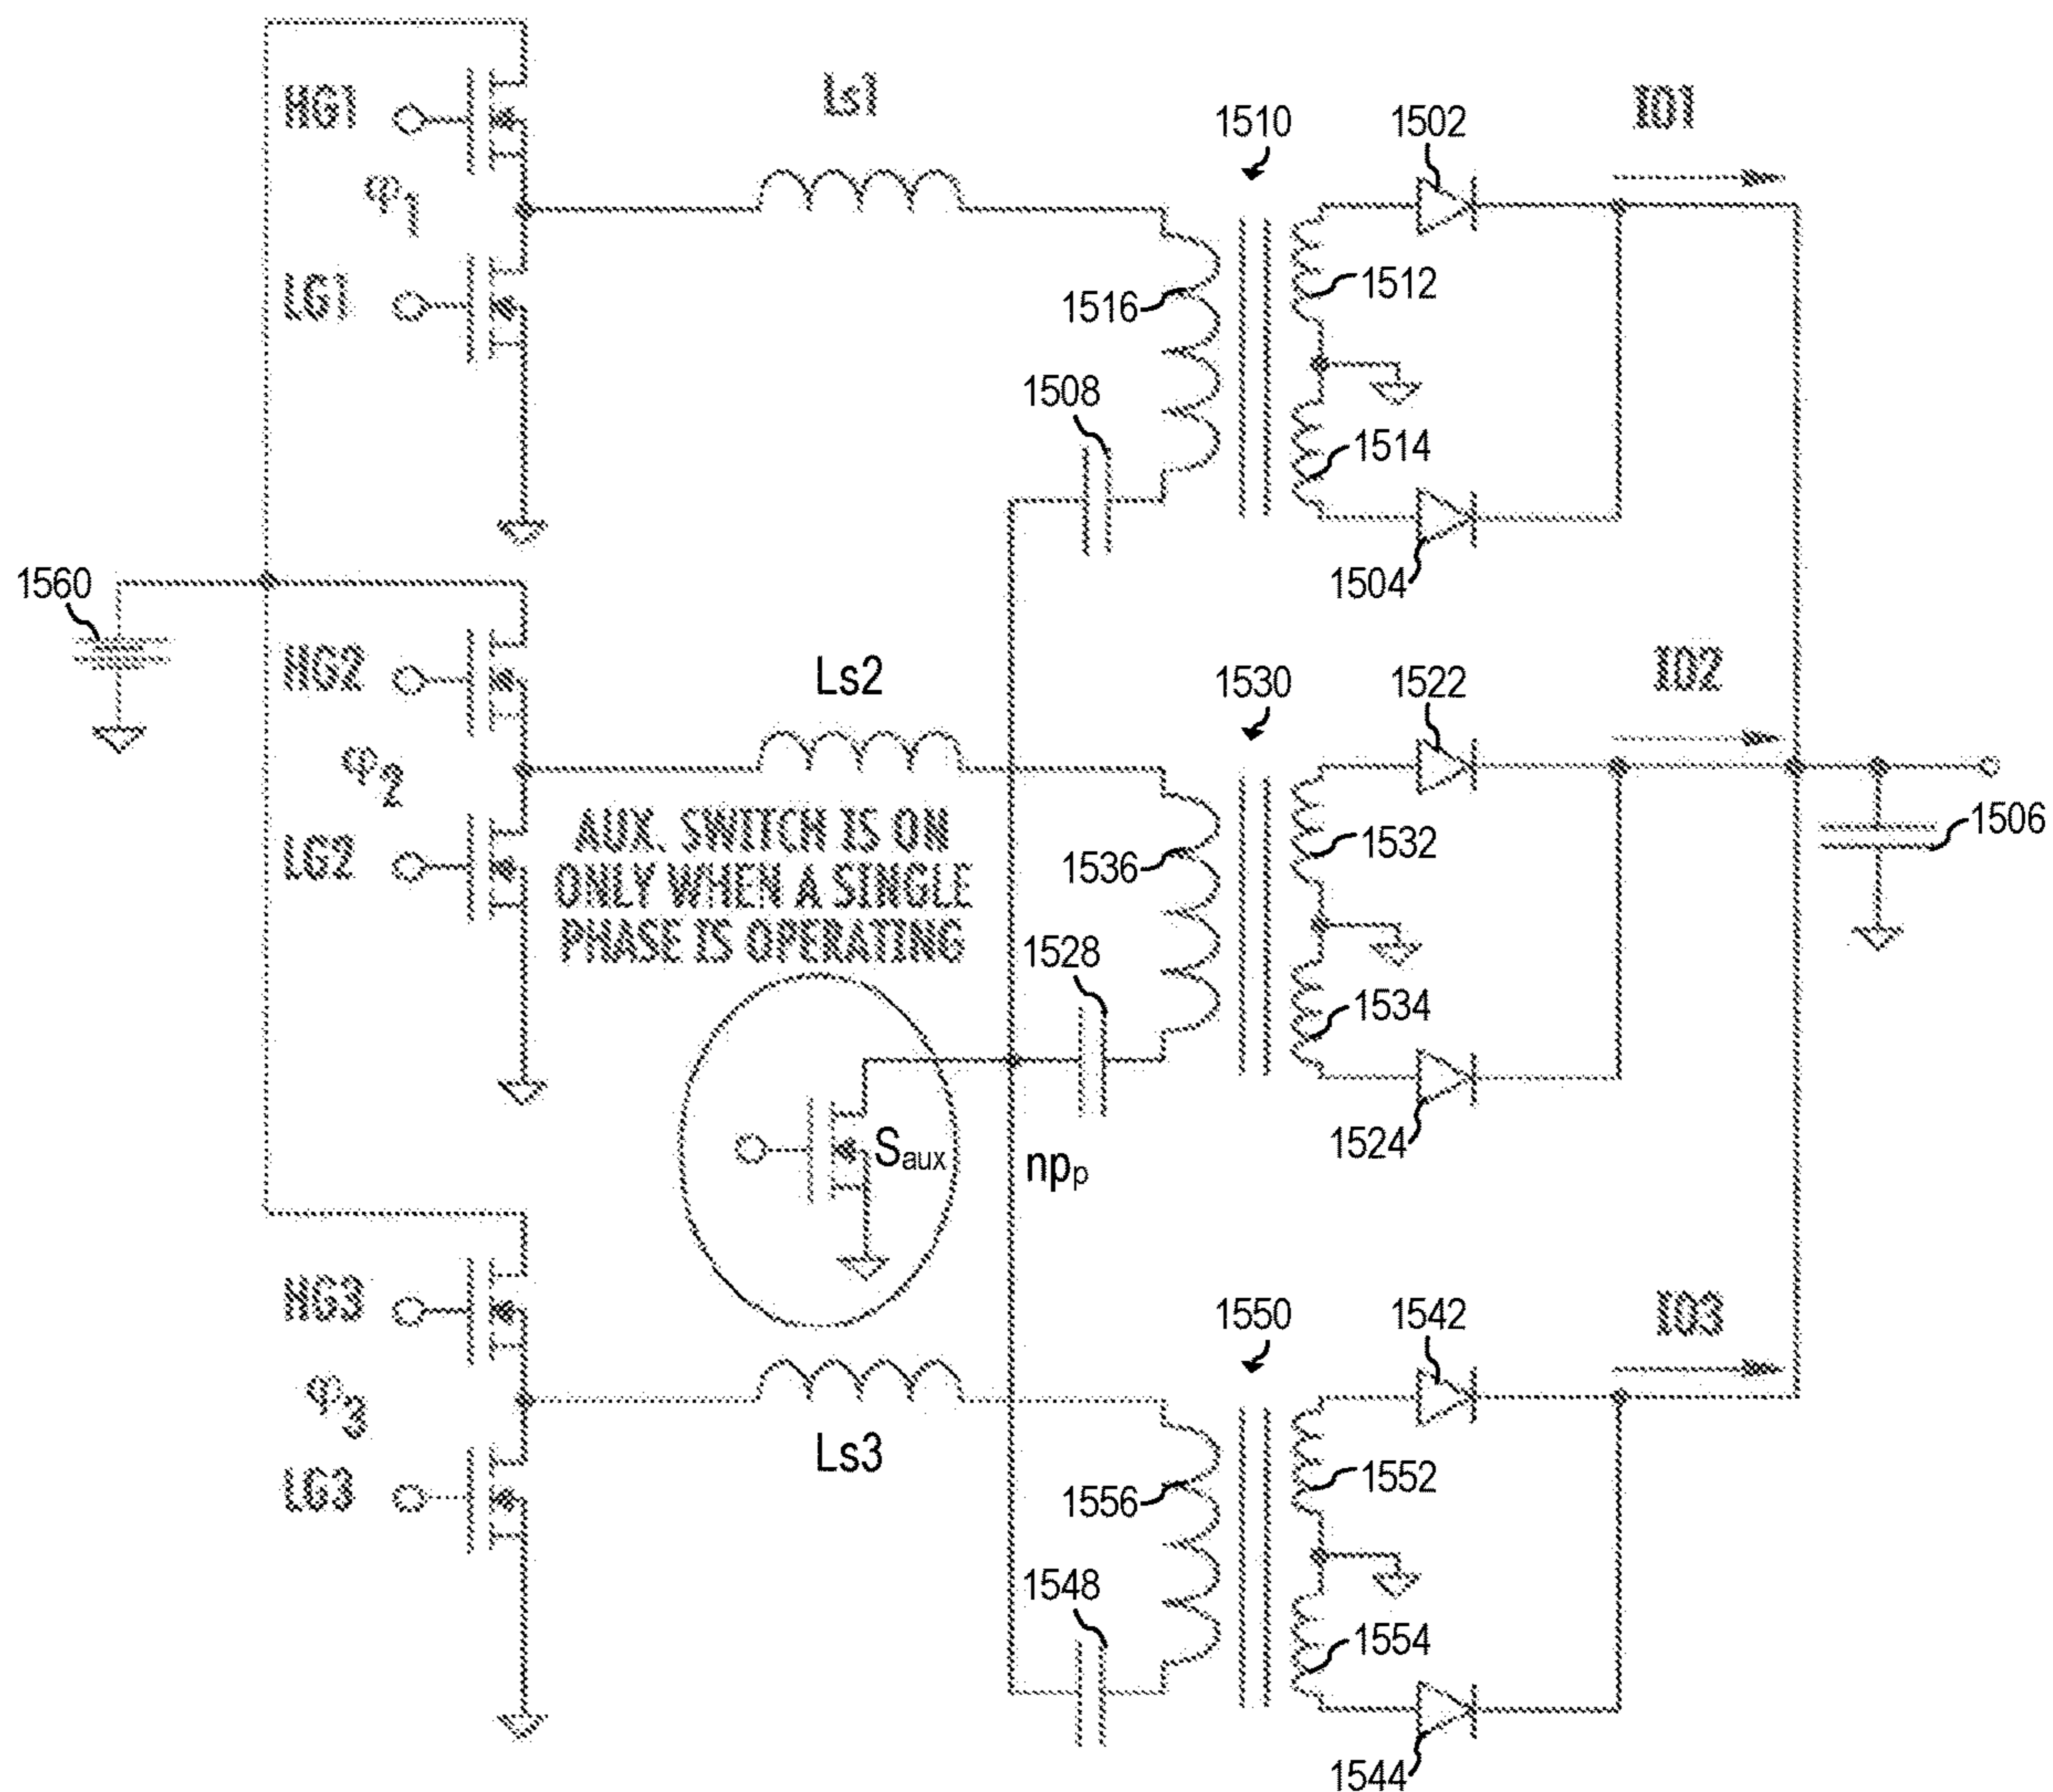 HG1
Ls1
1510
1502
IO1
φ1
LG1
1516
1512
1508
1514
1504
1560
HG2
Ls2
1530
1522
IO2
φ2
LG2
AUX. SWITCH IS ON
ONLY WHEN A SINGLE
PHASE IS OPERATING
1536
1532
1506
1528
1534
Saux
npp
1524
HG3
1550
1542
IO3
φ3
Ls3
LG3
1556
1552
1548
1554
1544